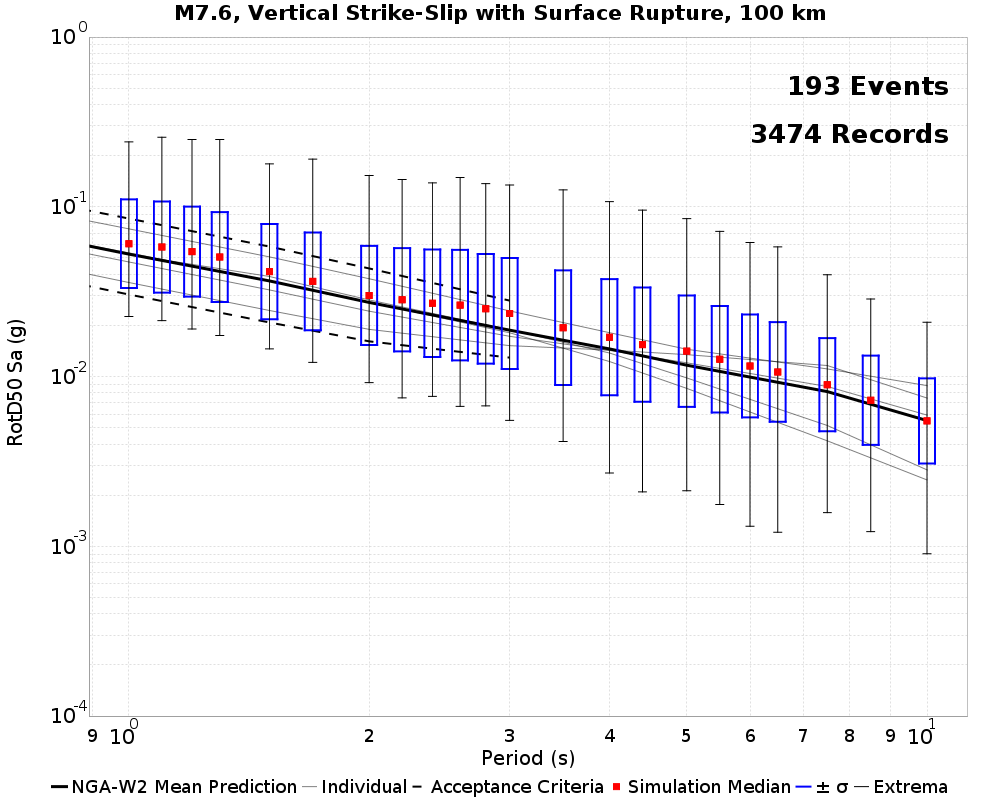 M7.6, Vertical Strike-Slip with Surface Rupture, 100 km
193 Events
3474 Records
RotD50 Sa (g)
10^0
10^-1
10^-2
10^-3
10^-4
9 10^0 2 3 4 5 6 7 8 9 10^1
Period (s)
NGA-W2 Mean Prediction Individual Acceptance Criteria Simulation Median ± σ Extrema